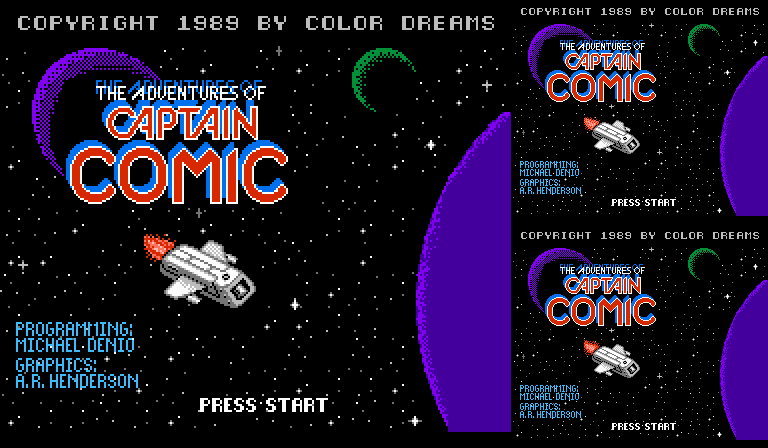 COPYRIGHT 1989 BY COLOR DREAMS
THE ADVENTURES OF
CAPTAIN
COMIC
PROGRAMMING:
MICHAEL DENIO
GRAPHICS:
A.R. HENDERSON
PRESS START
COPYRIGHT 1989 BY COLOR DREAMS
THE ADVENTURES OF
CAPTAIN
COMIC
PROGRAMMING:
MICHAEL DENIO
GRAPHICS:
A.R. HENDERSON
PRESS START
COPYRIGHT 1989 BY COLOR DREAMS
THE ADVENTURES OF
CAPTAIN
COMIC
PROGRAMMING:
MICHAEL DENIO
GRAPHICS:
A.R. HENDERSON
PRESS START